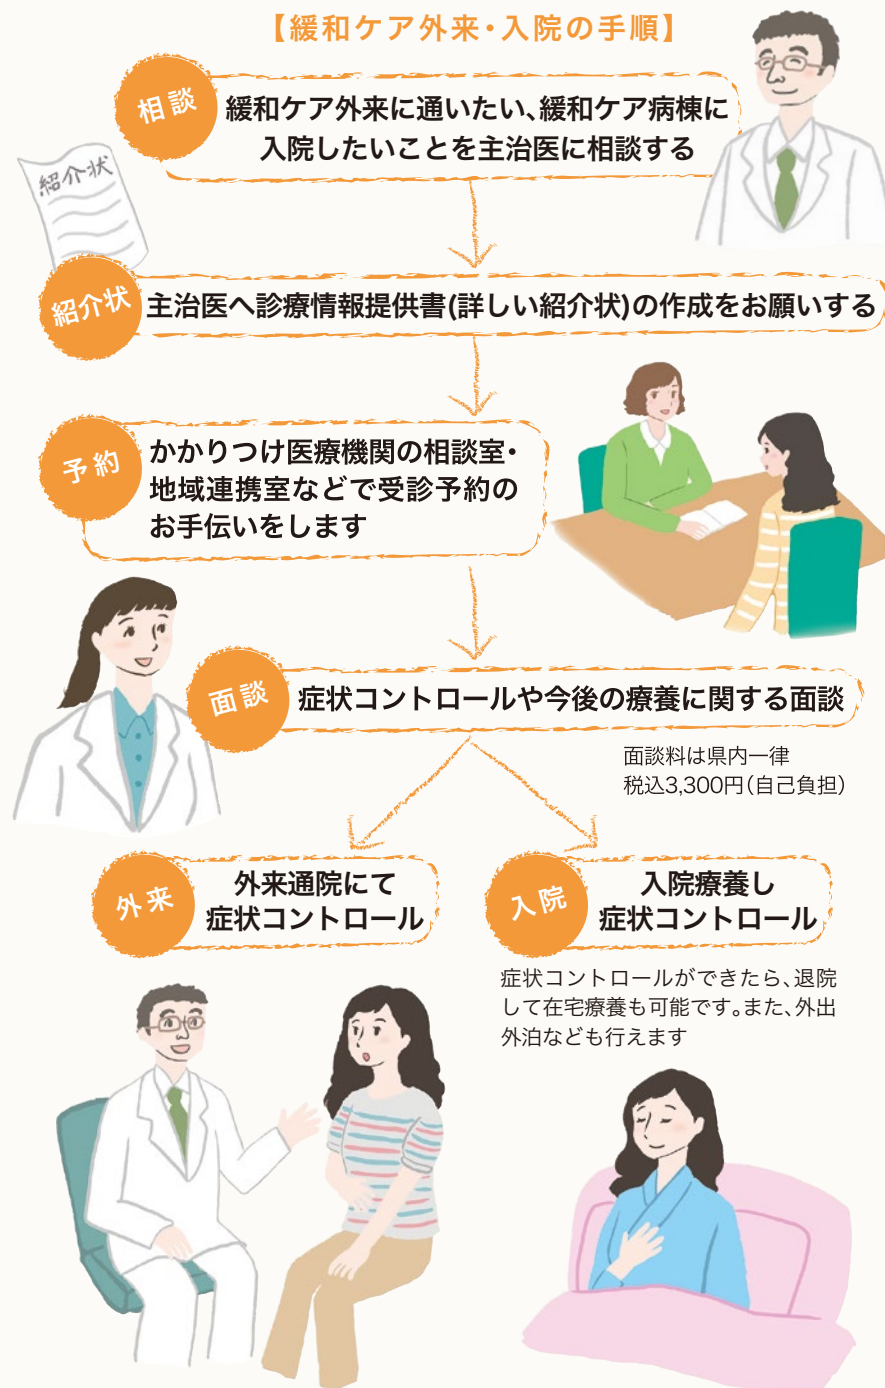 【緩和ケア外来・入院の手順】
相談
緩和ケア外来に通いたい、緩和ケア病棟に
入院したいことを主治医に相談する
紹介状
紹介状
主治医へ診療情報提供書(詳しい紹介状)の作成をお願いする
予約
かかりつけ医療機関の相談室・
地域連携室などで受診予約の
お手伝いをします
面談
症状コントロールや今後の療養に関する面談
面談料は県内一律
税込3,300円(自己負担)
外来
外来通院にて
症状コントロール
入院
入院療養し
症状コントロール
症状コントロールができたら、退院
して在宅療養も可能です。また、外出
外泊なども行えます